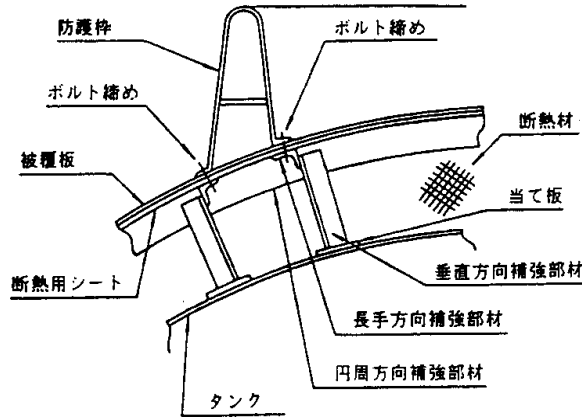 防護枠
ボルト締め
ボルト締め
断熱材
被覆板
当て板
断熱用シート
垂直方向補強部材
長手方向補強部材
円周方向補強部材
タンク